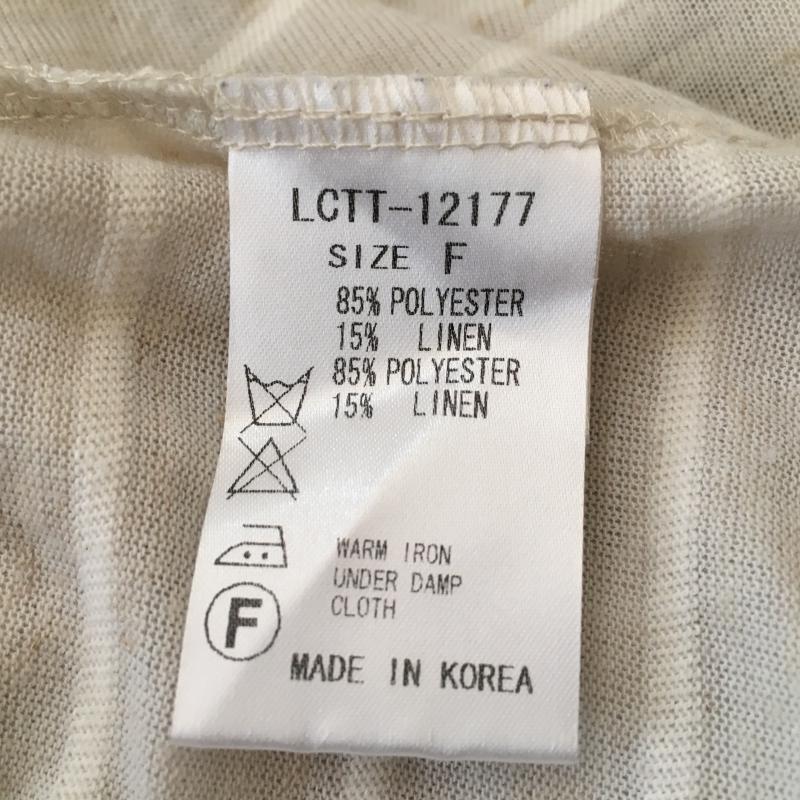 LCTT-12177
SIZE F
85% POLYESTER
15% LINEN
85% POLYESTER
15% LINEN
WARM IRON
UNDER DAMP
CLOTH
F
MADE IN KOREA